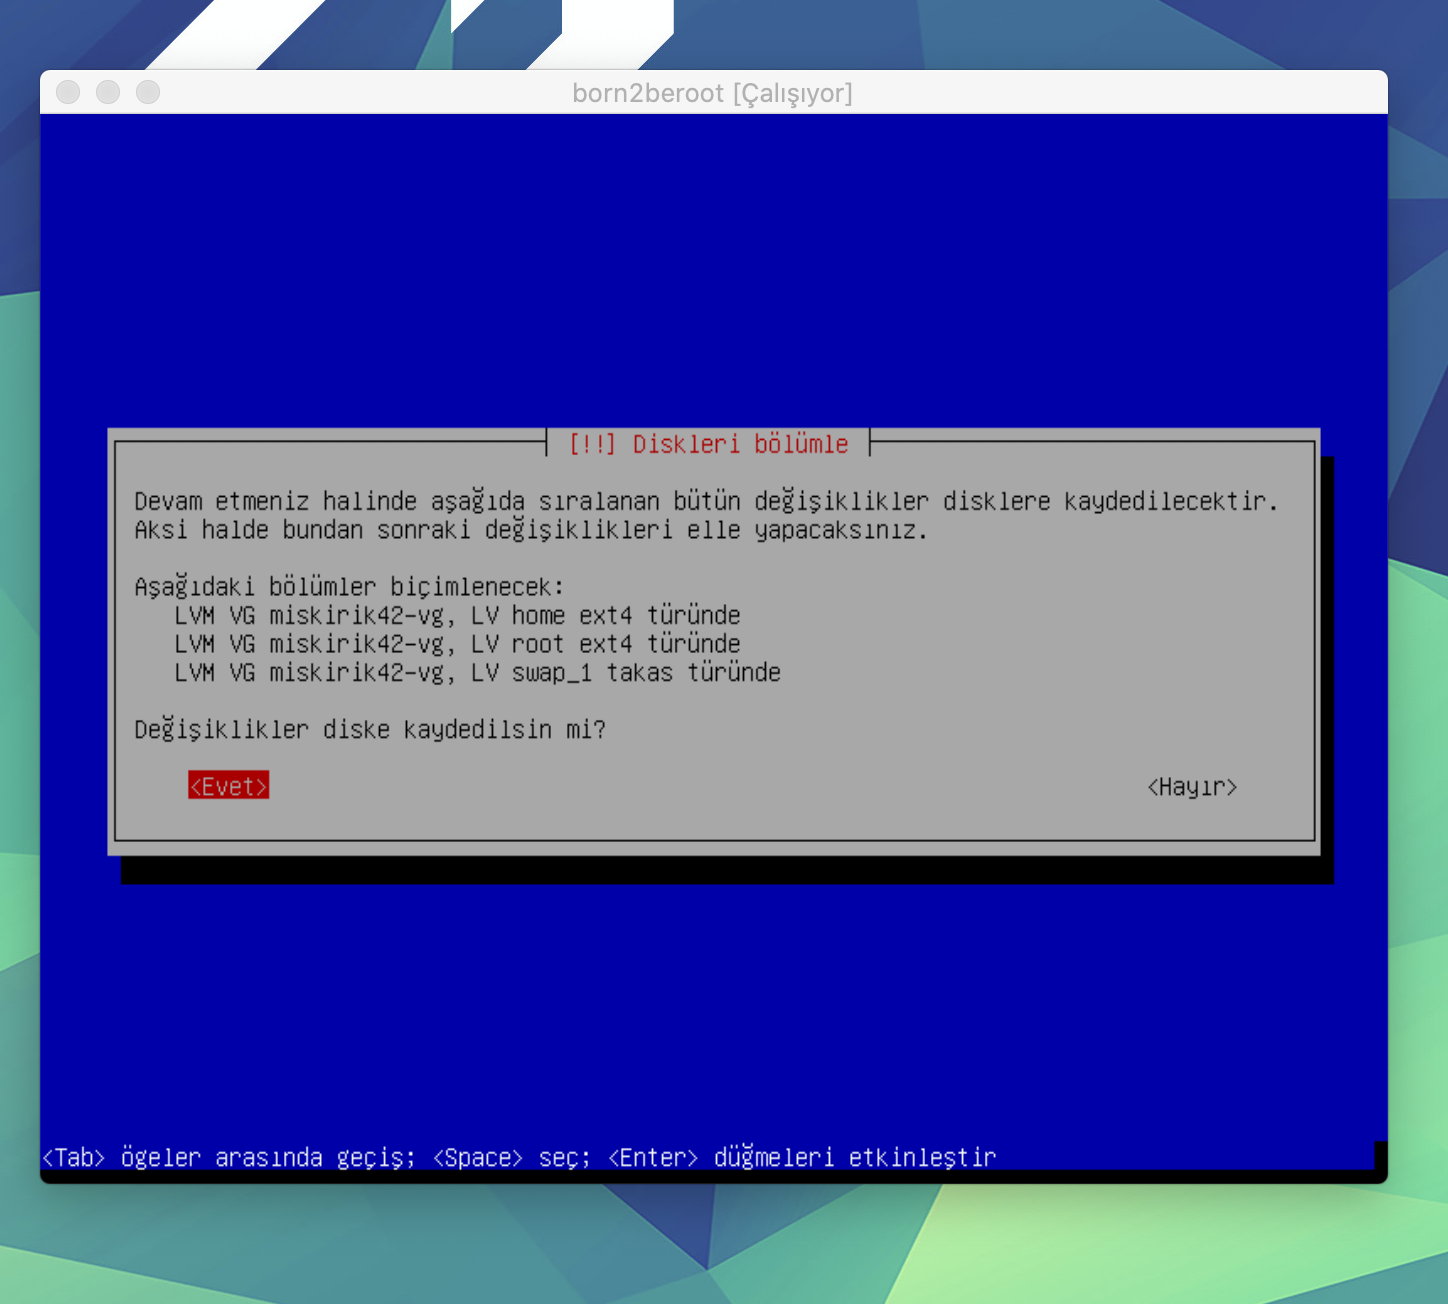 born2beroot [Çalışıyor]
[!!] Diskleri bölümle
Devam etmeniz halinde aşağıda sıralanan bütün değişiklikler disklere kaydedilecektir.
Aksi halde bundan sonraki değişiklikleri elle yapacaksınız.
Aşağıdaki bölümler biçimlenecek:
LVM VG miskirik42-vg, LV home ext4 türünde
LVM VG miskirik42-vg, LV root ext4 türünde
LVM VG miskirik42-vg, LV swap_1 takas türünde
Değişiklikler diske kaydedilsin mi?
<Evet> <Hayır>
<Tab> ögeler arasında geçiş; <Space> seç; <Enter> düğmeleri etkinleştir